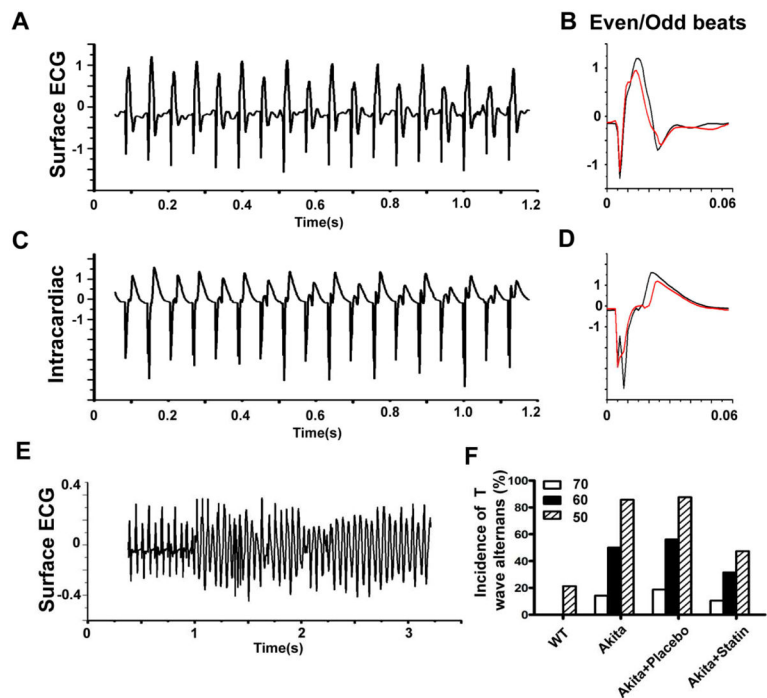 A
B Even/Odd beats
Surface ECG
1
0
-1
0 0.2 0.4 0.6 0.8 1.0 1.2
Time(s)
1
0
-1
0 0.06
C
D
Intracardiac
1
0
-1
0 0.2 0.4 0.6 0.8 1.0 1.2
Time(s)
1
0
-1
0 0.06
E
F
Surface ECG
0.4
0
-0.4
0 1 2 3
Time(s)
Incidence of T
wave alternans (%)
100
80
60
40
20
0
70
60
50
WT
Akita
Akita+Placebo
Akita+Statin